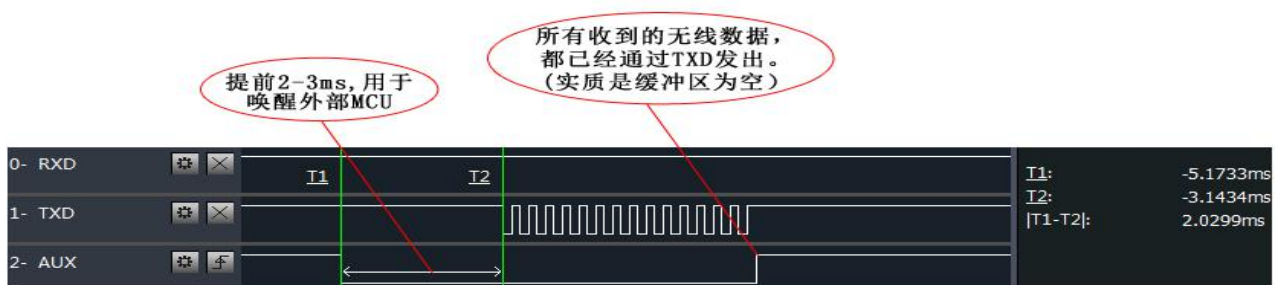 所有收到的无线数据，
都已经通过TXD发出。
(实质是缓冲区为空）
提前2-3ms,用于
唤醒外部MCU
0- RXD
T1
T2
1- TXD
2- AUX
T1: -5.1733ms
T2: -3.1434ms
|T1-T2|: 2.0299ms